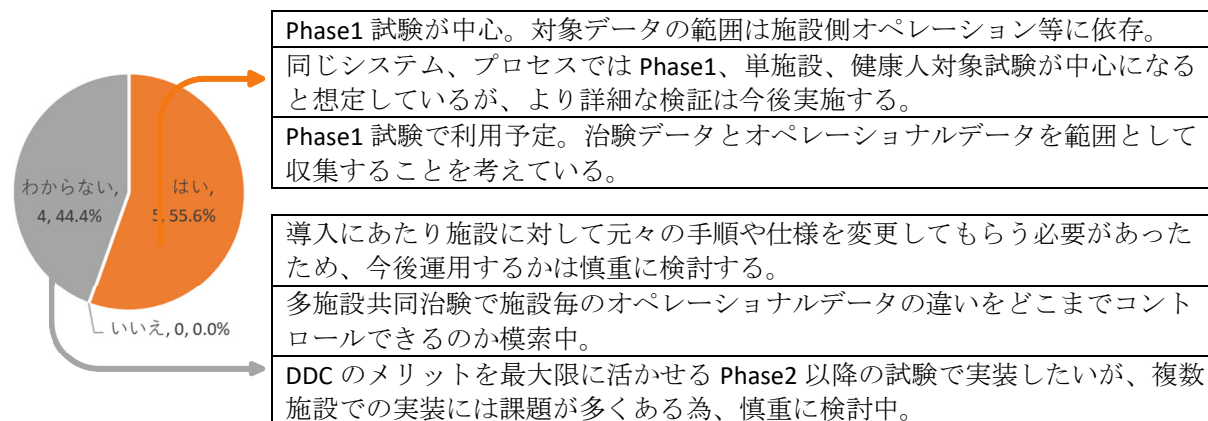 Phase1 試験が中心。対象データの範囲は施設側オペレーション等に依存。
同じシステム、プロセスでは Phase1、単施設、健康人対象試験が中心になる
と想定しているが、より詳細な検証は今後実施する。
Phase1 試験で利用予定。治験データとオペレーショナルデータを範囲として
収集することを考えている。
わからない,
4, 44.4%
はい,
5, 55.6%
いいえ, 0, 0.0%
導入にあたり施設に対して元々の手順や仕様を変更してもらう必要があった
ため、今後運用するかは慎重に検討する。
多施設共同治験で施設毎のオペレーショナルデータの違いをどこまでコント
ロールできるのか模索中。
DDC のメリットを最大限に活かせる Phase2 以降の試験で実装したいが、複数
施設での実装には課題が多くある為、慎重に検討中。